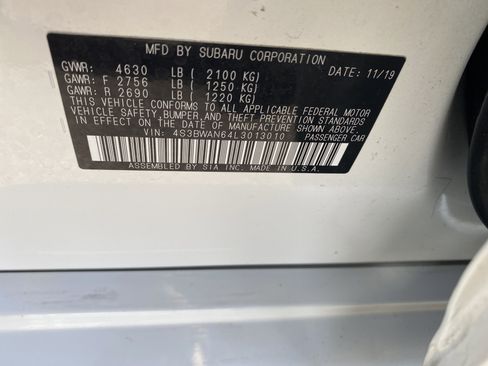 MFD BY SUBARU CORPORATION
GVWR: 4630 LB ( 2100 KG) DATE: 11/19
GAWR: F 2756 LB ( 1250 KG)
GAWR: R 2690 LB ( 1220 KG)
THIS VEHICLE CONFORMS TO ALL APPLICABLE FEDERAL MOTOR
VEHICLE SAFETY,BUMPER,AND THEFT PREVENTION STANDARDS
IN EFFECT ON THE DATE OF MANUFACTURE SHOWN ABOVE.
VIN: 4S3BWAN64L3013010 PASSENGER CAR
ASSEMBLED BY SIA INC. MADE IN U.S.A.